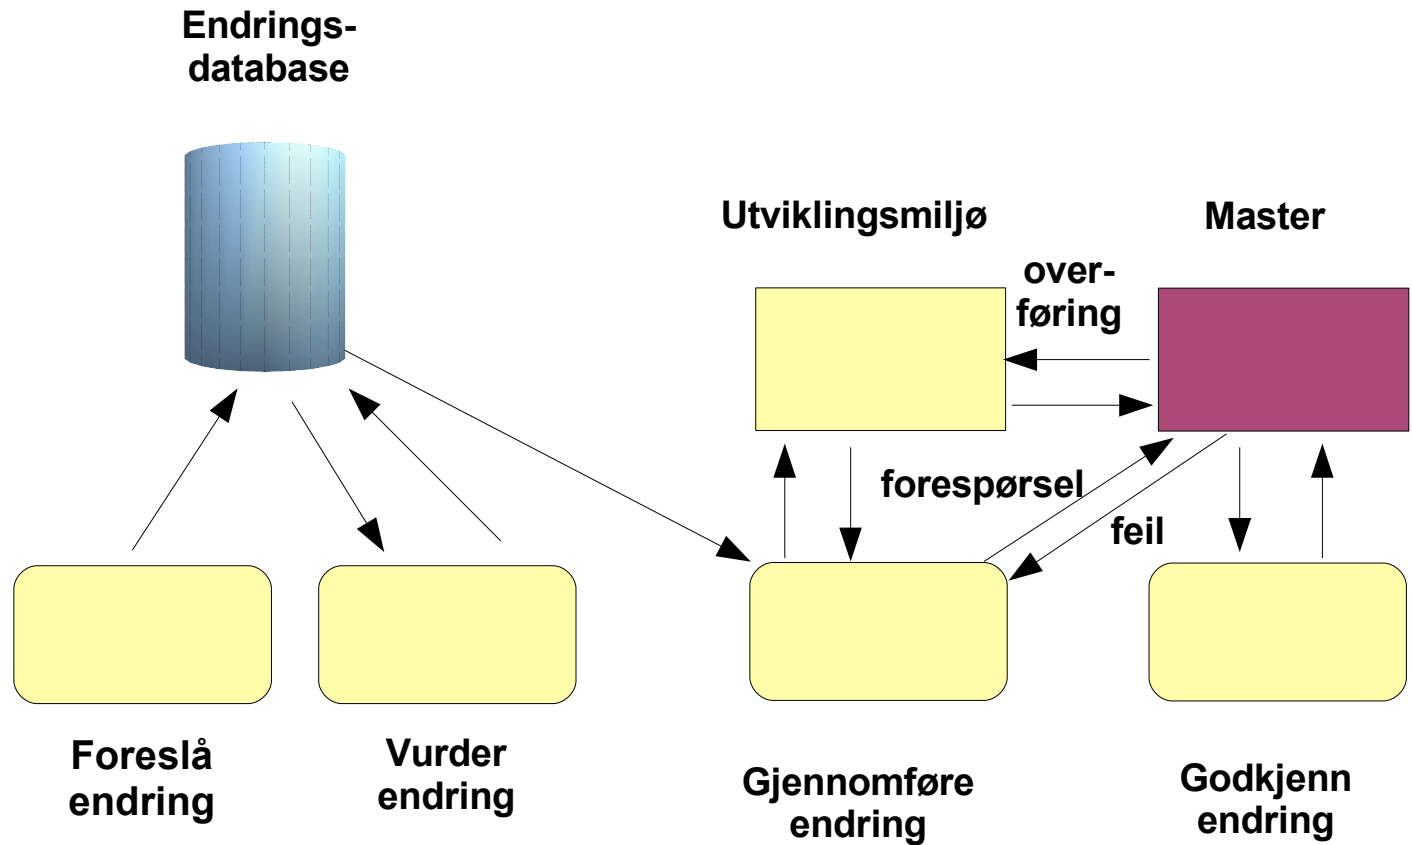 Endrings-
database
Utviklingsmiljø
Master
over-
føring
forespørsel
feil
Foreslå
endring
Vurder
endring
Gjennomføre
endring
Godkjenn
endring